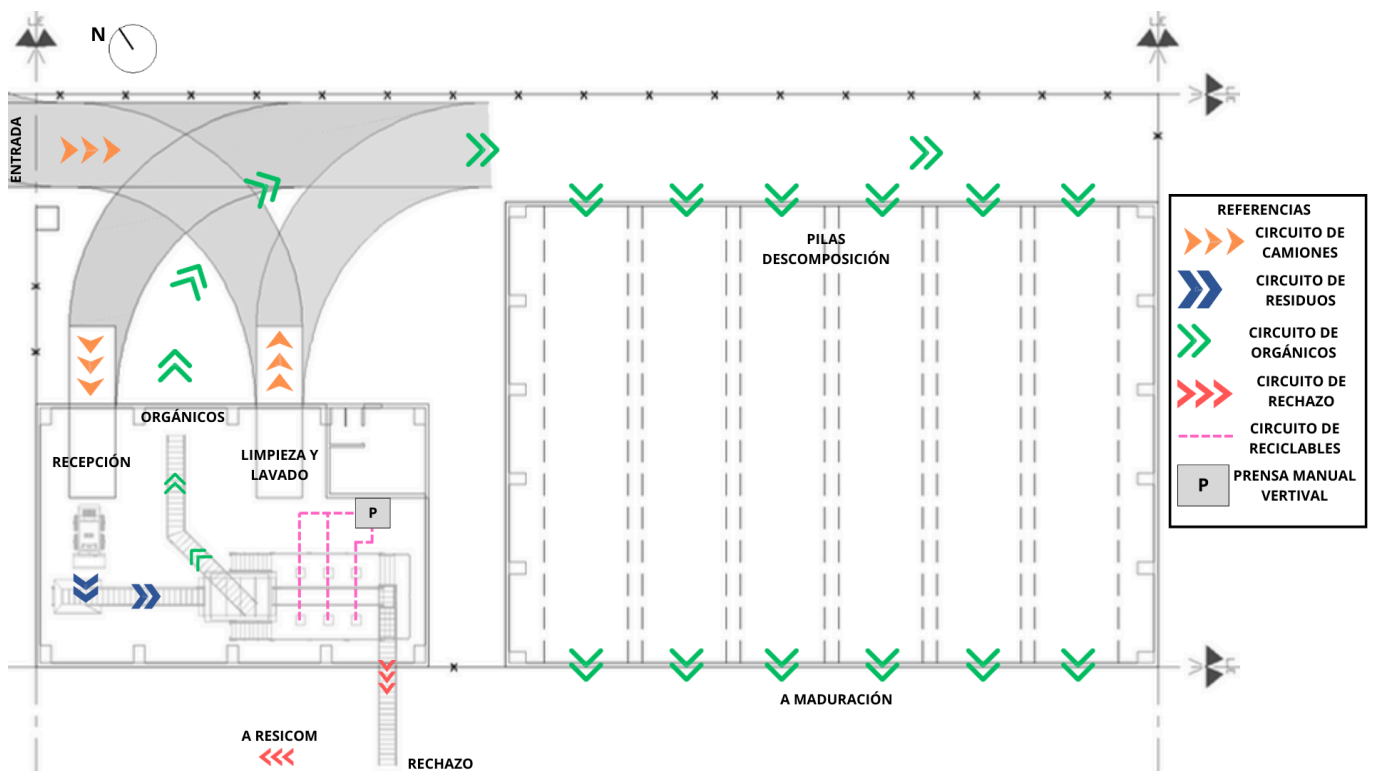 N
ENTRADA
ORGÁNICOS
RECEPCIÓN
LIMPIEZA Y
LAVADO
P
A RESICOM
RECHAZO
PILAS
DESCOMPOSICIÓN
A MADURACIÓN
REFERENCIAS
CIRCUITO DE
CAMIONES
CIRCUITO DE
RESIDUOS
CIRCUITO DE
ORGÁNICOS
CIRCUITO DE
RECHAZO
CIRCUITO DE
RECICLABLES
P
PRENSA MANUAL
VERTIVAL